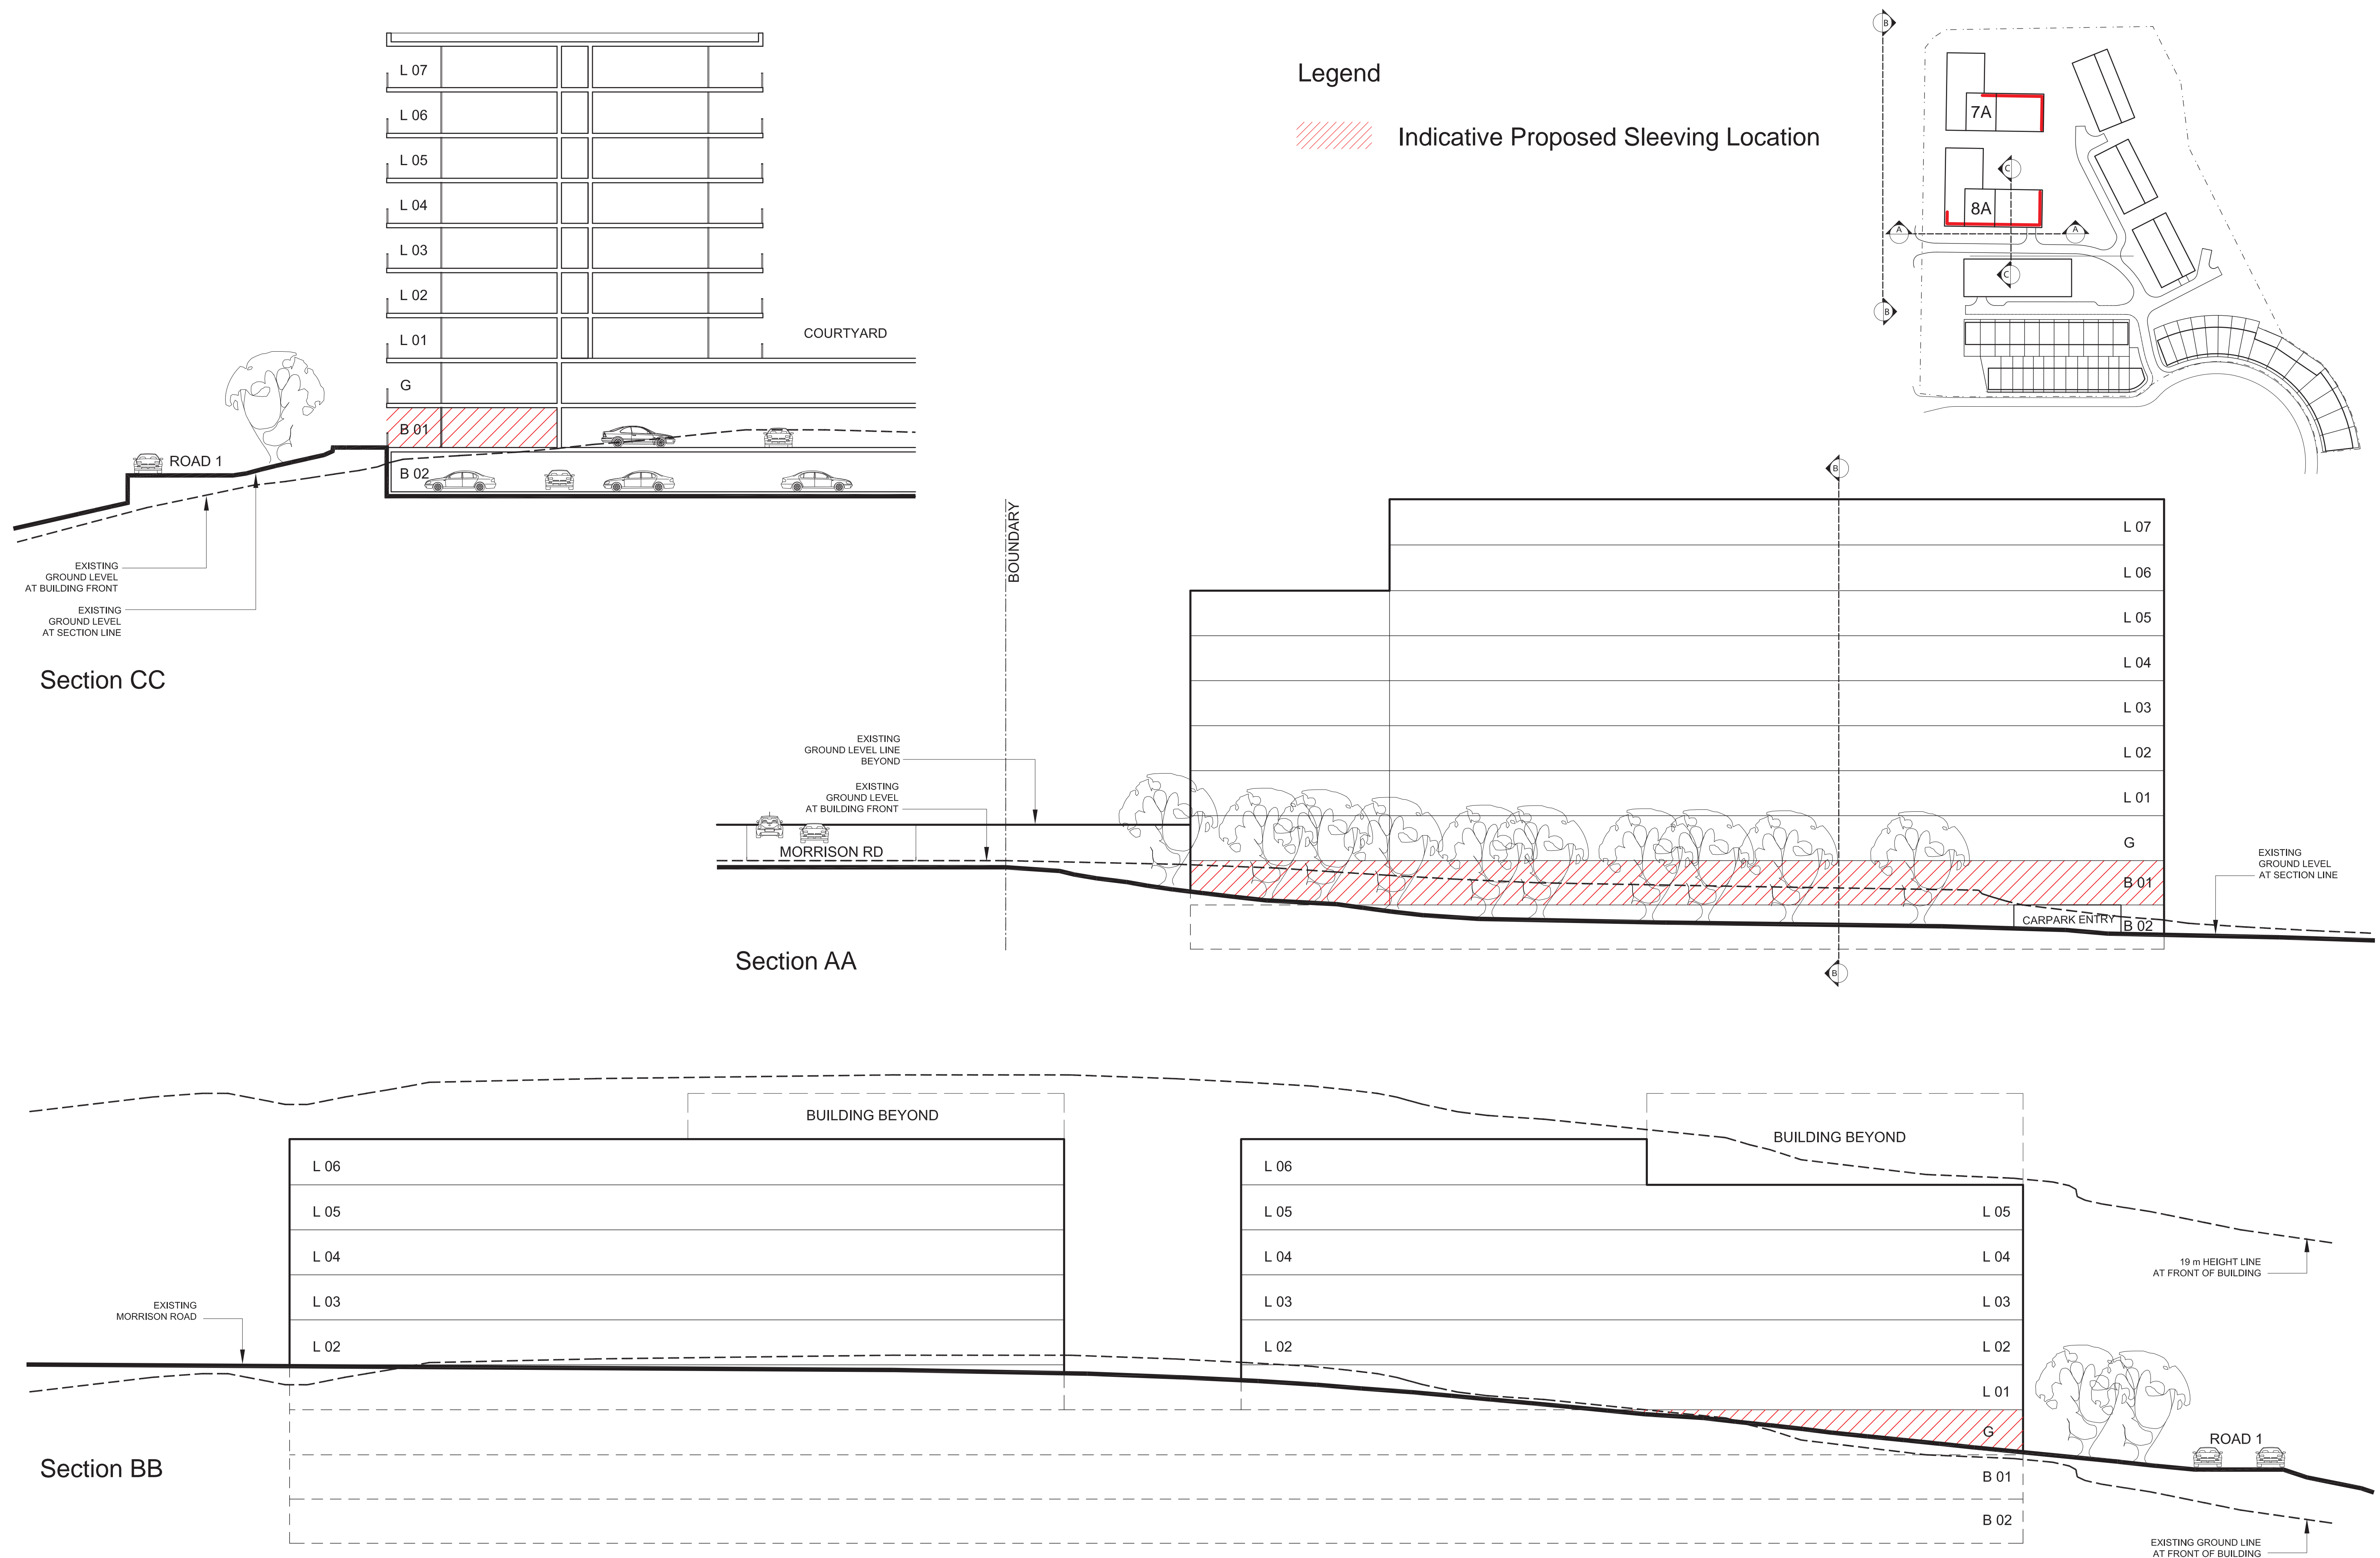 L 07
L 06
L 05
L 04
L 03
L 02
L 01
G
B 01
B 02
COURTYARD
ROAD 1
EXISTING
GROUND LEVEL
AT BUILDING FRONT
EXISTING
GROUND LEVEL
AT SECTION LINE
Section CC
Legend
Indicative Proposed Sleeving Location
B
7A
C
8A
A
A
C
B
BOUNDARY
B
L 07
L 06
L 05
L 04
L 03
L 02
L 01
G
B 01
B 02
CARPARK ENTRY
EXISTING
GROUND LEVEL LINE
BEYOND
EXISTING
GROUND LEVEL
AT BUILDING FRONT
MORRISON RD
EXISTING
GROUND LEVEL
AT SECTION LINE
B
Section AA
BUILDING BEYOND
L 06
L 05
L 04
L 03
L 02
EXISTING
MORRISON ROAD
BUILDING BEYOND
L 06
L 05
L 04
L 03
L 02
L 05
L 04
L 03
L 02
L 01
G
B 01
B 02
19 m HEIGHT LINE
AT FRONT OF BUILDING
ROAD 1
EXISTING GROUND LINE
AT FRONT OF BUILDING
Section BB